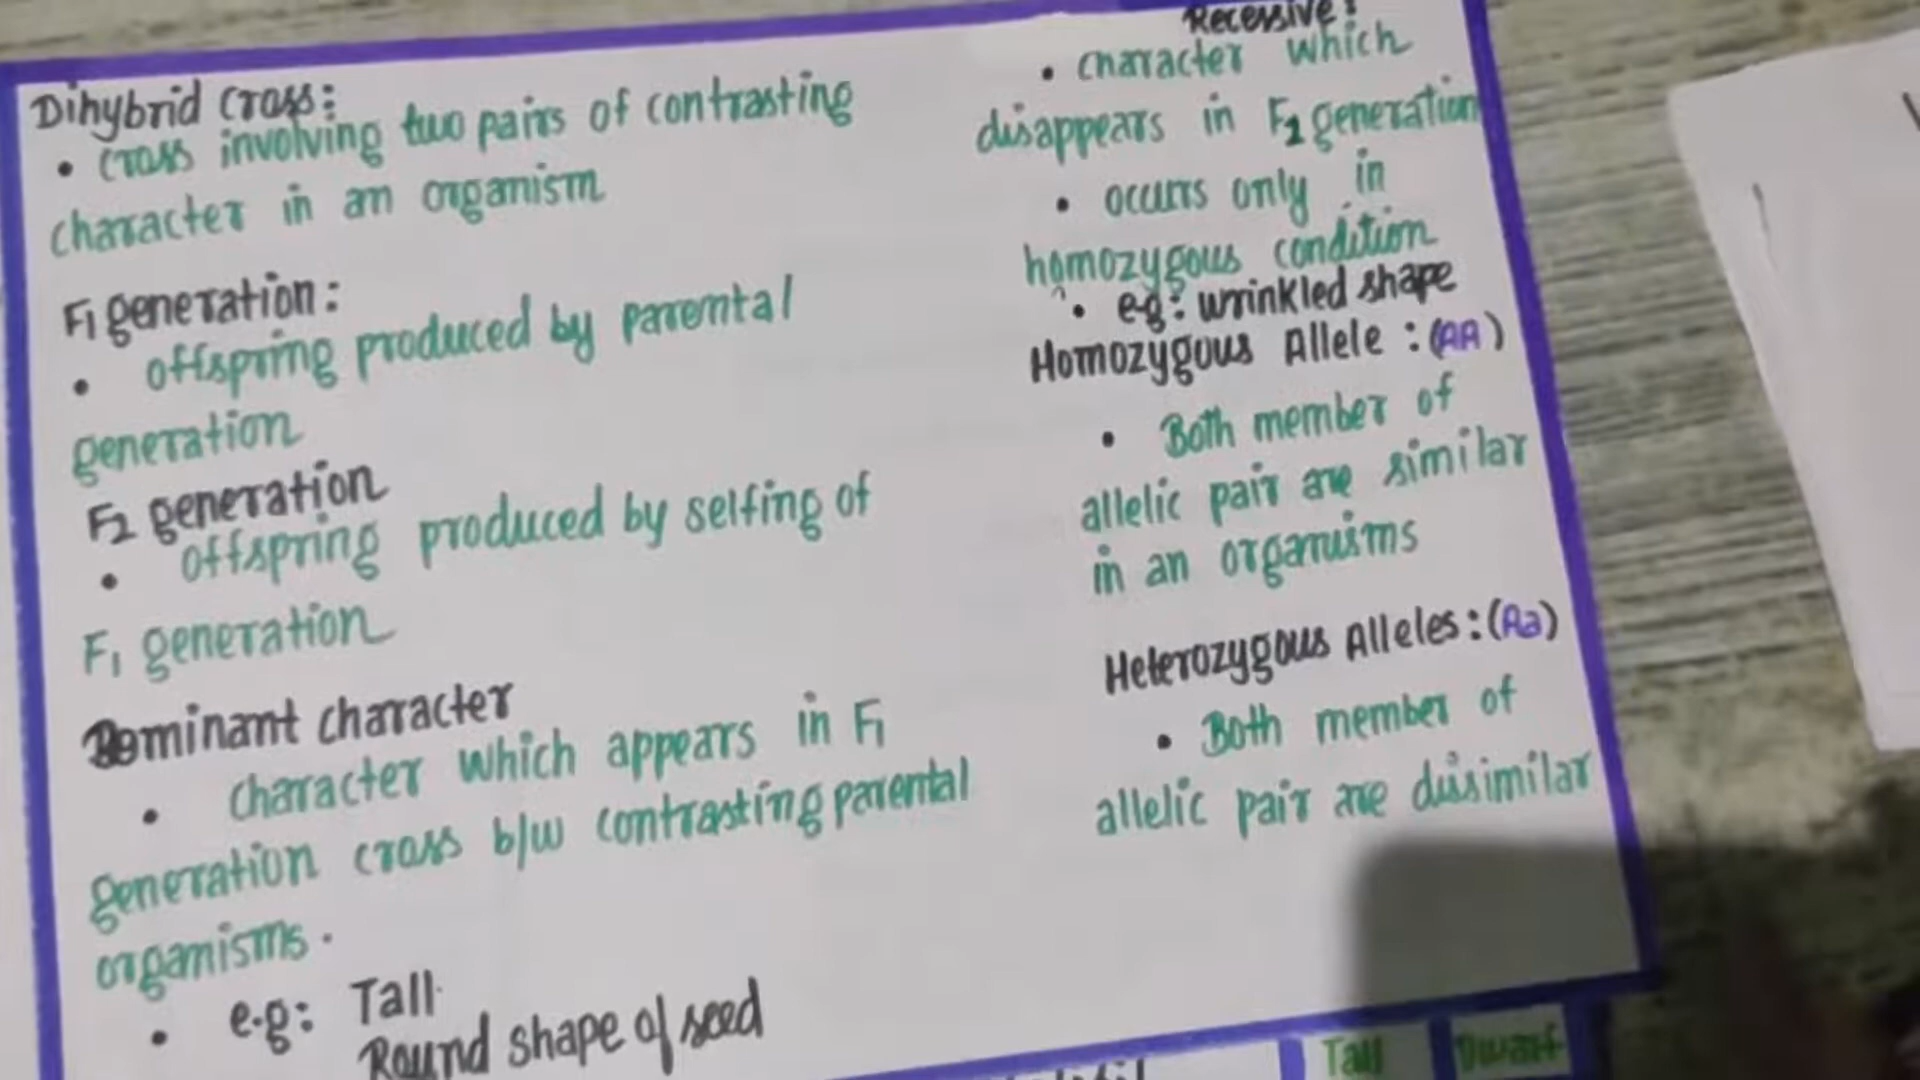 Dihybrid Cross:
• Cross involving two pairs of contrasting
character in an organism
F1 generation:
• offspring produced by parental
generation
F2 generation
• offspring produced by selfing of
F1 generation
Dominant character
• Character which appears in F1
generation cross b/w contrasting parental
organisms.
• e.g: Tall
Round shape of seed
Recessive:
• Character which
disappears in F1 generation
• occurs only in
homozygous condition
• e.g: wrinkled shape
Homozygous Allele : (AA)
• Both member of
allelic pair are similar
in an organisms
Heterozygous Alleles: (Aa)
• Both member of
allelic pair are dissimilar
Tall Dwarf